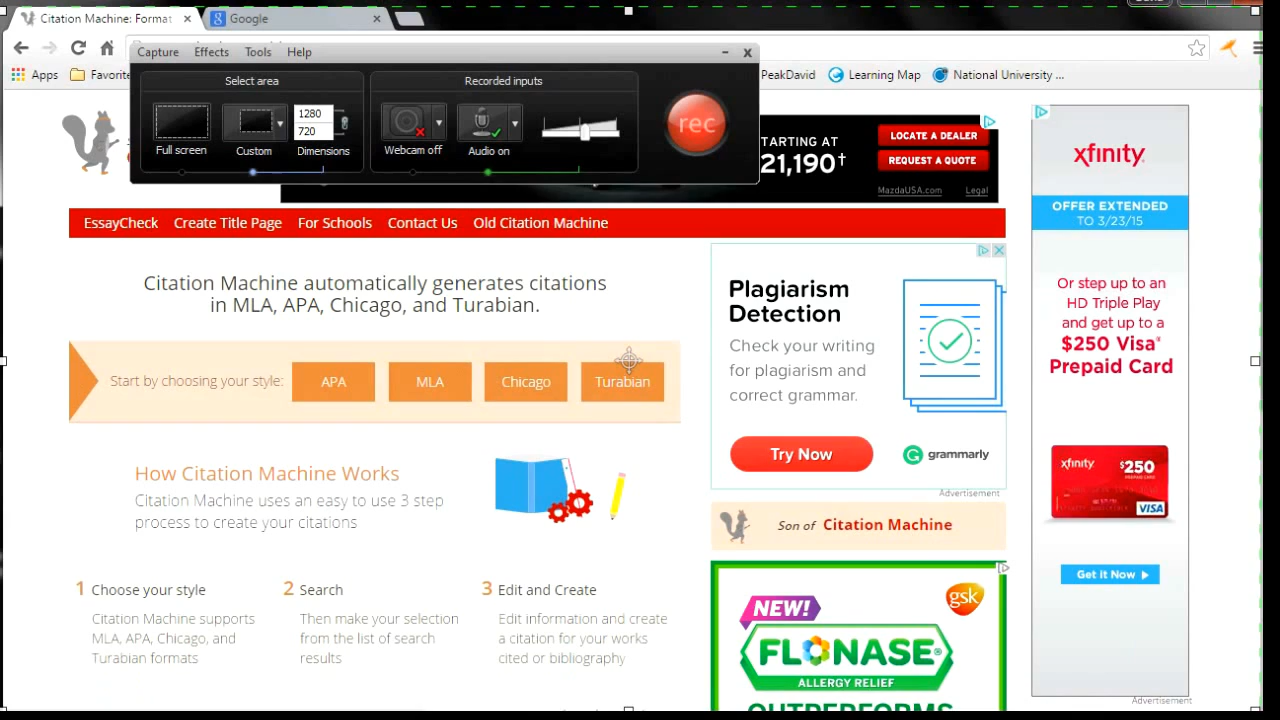 Citation Machine: Format
Google
Apps
Favorite
PeakDavid
Learning Map
National University ...
Capture
Effects
Tools
Help
Select area
Recorded inputs
1280
720
Full screen
Custom
Dimensions
Webcam off
Audio on
rec
STARTING AT
21,190†
LOCATE A DEALER
REQUEST A QUOTE
MazdaUSA.com
Legal
EssayCheck
Create Title Page
For Schools
Contact Us
Old Citation Machine
Citation Machine automatically generates citations
in MLA, APA, Chicago, and Turabian.
Start by choosing your style:
APA
MLA
Chicago
Turabian
How Citation Machine Works
Citation Machine uses an easy to use 3 step
process to create your citations
1 Choose your style
Citation Machine supports
MLA, APA, Chicago, and
Turabian formats
2 Search
Then make your selection
from the list of search
results
3 Edit and Create
Edit information and create
a citation for your works
cited or bibliography
Plagiarism
Detection
Check your writing
for plagiarism and
correct grammar.
Try Now
grammarly
Advertisement
Son of Citation Machine
gsk
NEW!
FLONASE®
ALLERGY RELIEF
OUTPERFORMS
xfinity
OFFER EXTENDED
TO 3/23/15
Or step up to an
HD Triple Play
and get up to a
$250 Visa®
Prepaid Card
xfinity
$250
VISA
Get it Now
Advertisement